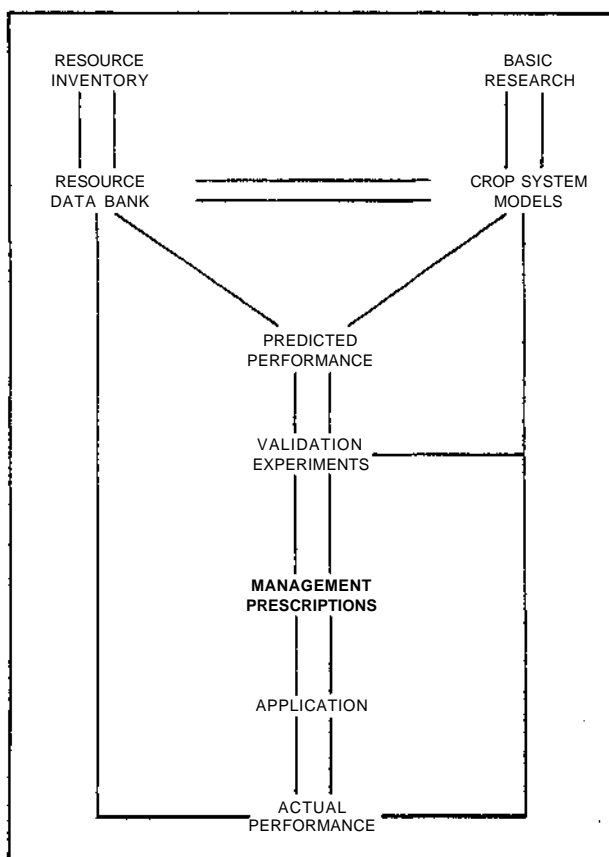 RESOURCE
INVENTORY
BASIC
RESEARCH
RESOURCE
DATA BANK
CROP SYSTEM
MODELS
PREDICTED
PERFORMANCE
VALIDATION
EXPERIMENTS
MANAGEMENT
PRESCRIPTIONS
APPLICATION
ACTUAL
PERFORMANCE